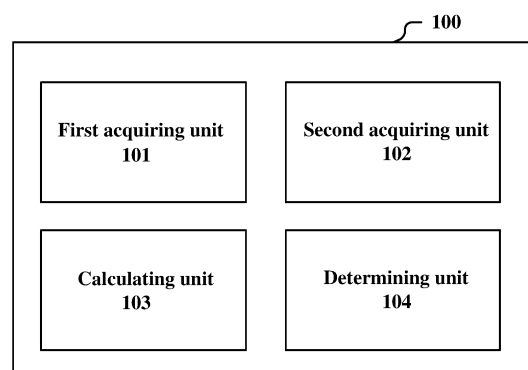 100
First acquiring unit
101
Second acquiring unit
102
Calculating unit
103
Determining unit
104